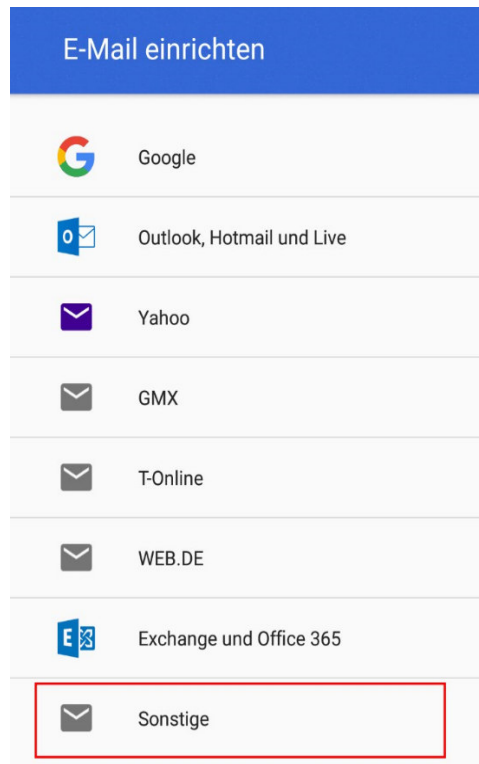 E-Mail einrichten
Google
Outlook, Hotmail und Live
Yahoo
GMX
T-Online
WEB.DE
Exchange und Office 365
Sonstige